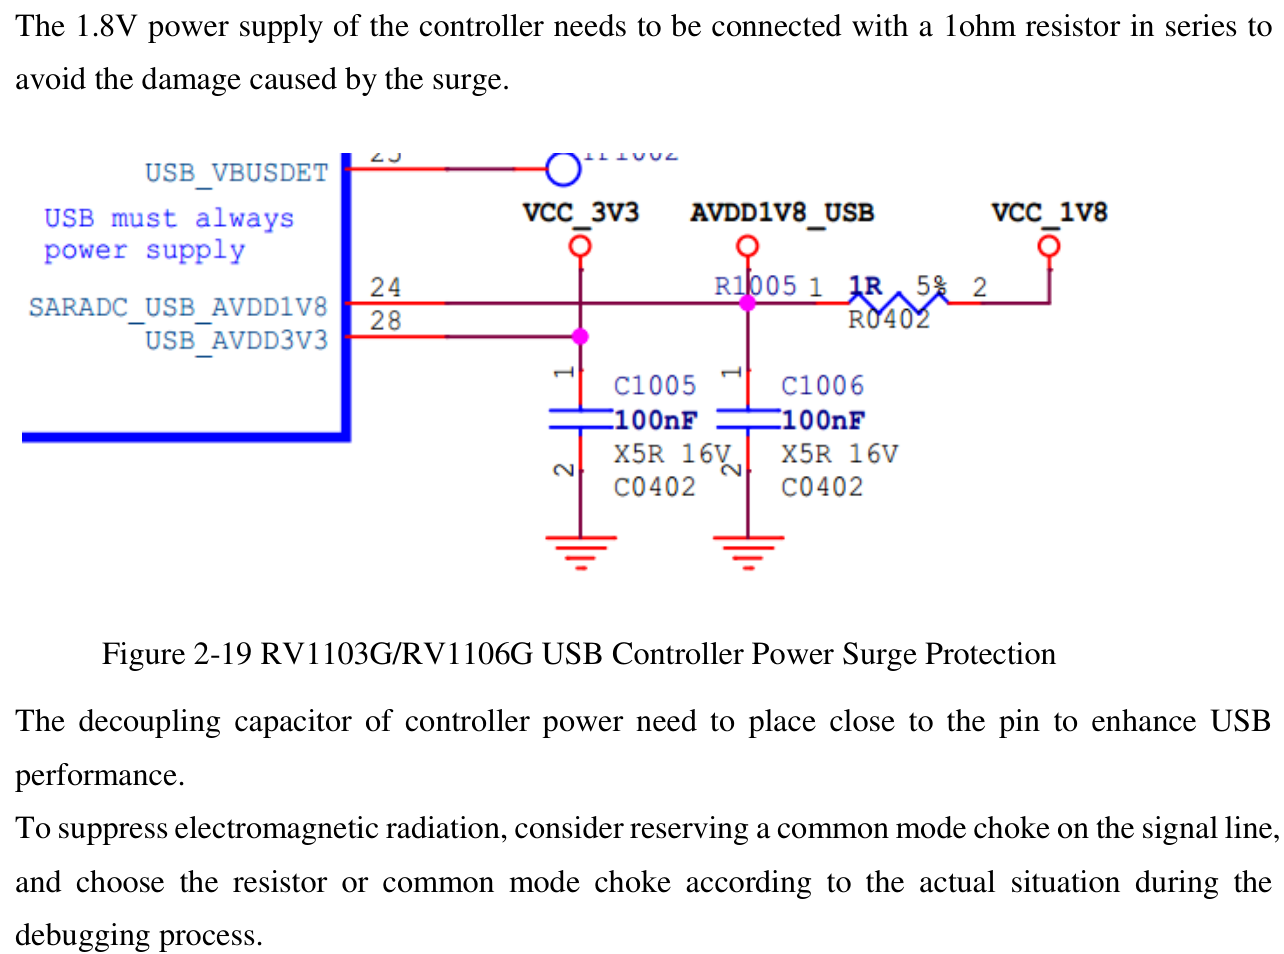 The 1.8V power supply of the controller needs to be connected with a 1ohm resistor in series to
avoid the damage caused by the surge.
USB_VBUSDET
USB must always
power supply
VCC_3V3 AVDD1V8_USB VCC_1V8
SARADC_USB_AVDD1V8 24 R1005 1 1R 5% 2
R0402
USB_AVDD3V3 28
1 C1005 1 C1006
100nF 100nF
X5R 16V X5R 16V
2 C0402 2 C0402
Figure 2-19 RV1103G/RV1106G USB Controller Power Surge Protection
The decoupling capacitor of controller power need to place close to the pin to enhance USB
performance.
To suppress electromagnetic radiation, consider reserving a common mode choke on the signal line,
and choose the resistor or common mode choke according to the actual situation during the
debugging process.